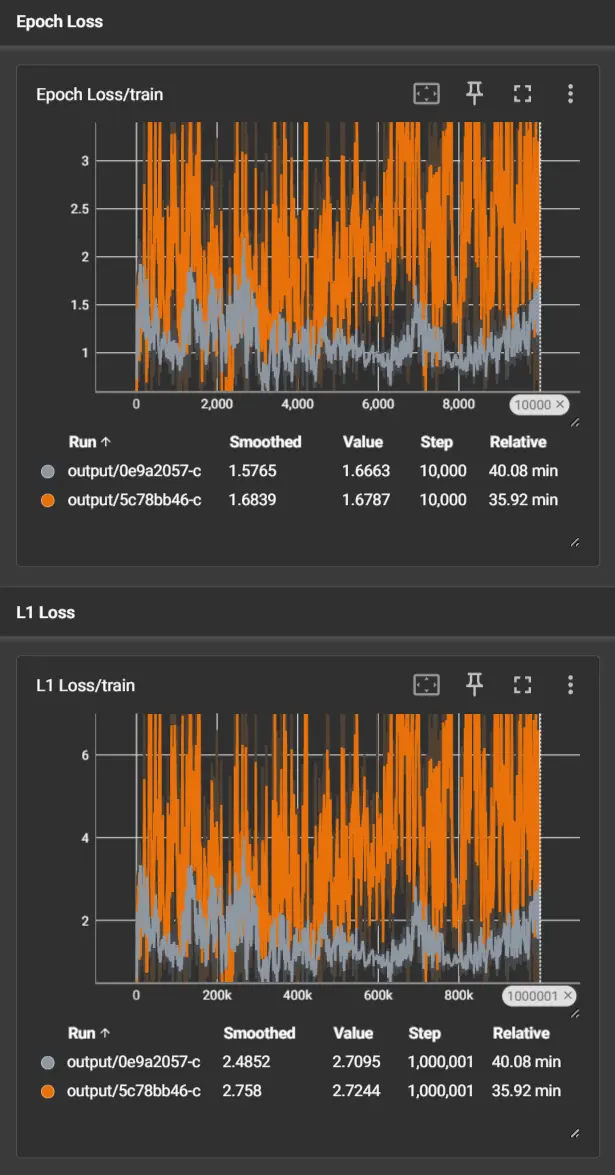 Epoch Loss
Epoch Loss/train
3
2.5
2
1.5
1
0 2,000 4,000 6,000 8,000 10000 ×
Run ↑ Smoothed Value Step Relative
output/0e9a2057-c 1.5765 1.6663 10,000 40.08 min
output/5c78bb46-c 1.6839 1.6787 10,000 35.92 min
L1 Loss
L1 Loss/train
6
4
2
0 200k 400k 600k 800k 1000001 ×
Run ↑ Smoothed Value Step Relative
output/0e9a2057-c 2.4852 2.7095 1,000,001 40.08 min
output/5c78bb46-c 2.758 2.7244 1,000,001 35.92 min